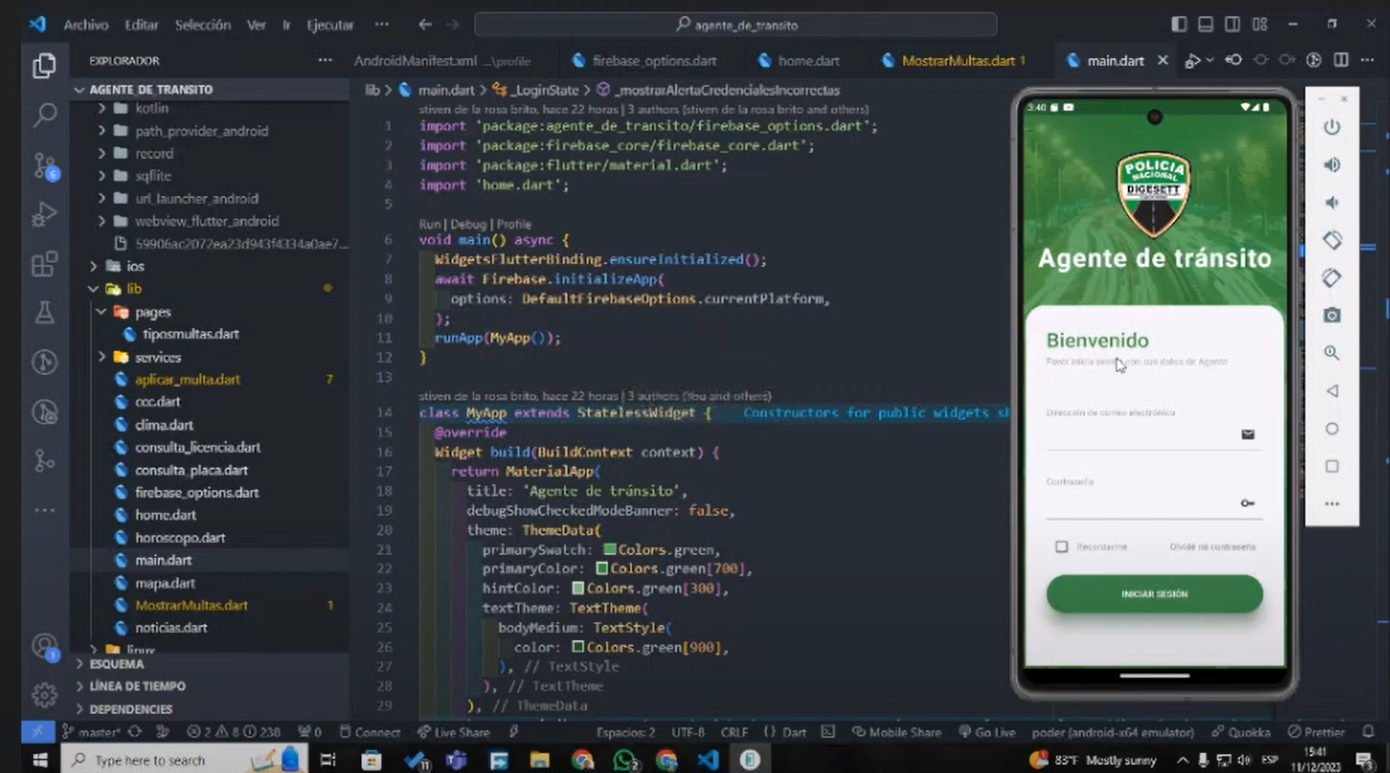 Archivo Editar Selección Ver Ir Ejecutar ··· agente_de_transito
EXPLORADOR ···
AGENTE_DE_TRANSITO
kotlin
path_provider_android
record
sqflite
url_launcher_android
webview_flutter_android
59906ac2072ea23d943f4334a0ae7...
ios
lib
pages
tiposmultas.dart
services
aplicar_multa.dart 7
ccc.dart
clima.dart
consulta_licencia.dart
consulta_placa.dart
firebase_options.dart
home.dart
horoscopo.dart
main.dart
mapa.dart
MostrarMultas.dart 1
noticias.dart
linux
ESQUEMA
LÍNEA DE TIEMPO
DEPENDENCIES
AndroidManifest.xml ...\profile firebase_options.dart home.dart MostrarMultas.dart 1 main.dart
lib > main.dart > _LoginState > _mostrarAlertaCredencialesIncorrectas
stiven de la rosa brito, hace 22 horas | 3 authors (stiven de la rosa brito and others)
1 import 'package:agente_de_transito/firebase_options.dart';
2 import 'package:firebase_core/firebase_core.dart';
3 import 'package:flutter/material.dart';
4 import 'home.dart';
5
Run | Debug | Profile
6 void main() async {
7 WidgetsFlutterBinding.ensureInitialized();
8 await Firebase.initializeApp(
9 options: DefaultFirebaseOptions.currentPlatform,
10 );
11 runApp(MyApp());
12 }
13
stiven de la rosa brito, hace 22 horas | 3 authors (You and others)
14 class MyApp extends StatelessWidget { Constructors for public widgets sh
15 @override
16 Widget build(BuildContext context) {
17 return MaterialApp(
18 title: 'Agente de tránsito',
19 debugShowCheckedModeBanner: false,
20 theme: ThemeData(
21 primarySwatch: Colors.green,
22 primaryColor: Colors.green[700],
23 hintColor: Colors.green[300],
24 textTheme: TextTheme(
25 bodyMedium: TextStyle(
26 color: Colors.green[900],
27 ), // TextStyle
28 ), // TextTheme
29 ), // ThemeData
3:40
POLICIA
NACIONAL
DIGESETT
Agente de tránsito
Bienvenido
Favor inicia sesión con sus datos de Agente
Dirección de correo electrónico
Contraseña
Recordarme Olvidé mi contraseña
INICIAR SESIÓN
6
1
master* 2 8 238 0 Connect Live Share Espacios: 2 UTF-8 CRLF {} Dart Mobile Share Go Live poder (android-x64 emulator) Quokka Prettier
Type here to search 11 2 83°F Mostly sunny ESP 15:41
11/12/2023 3